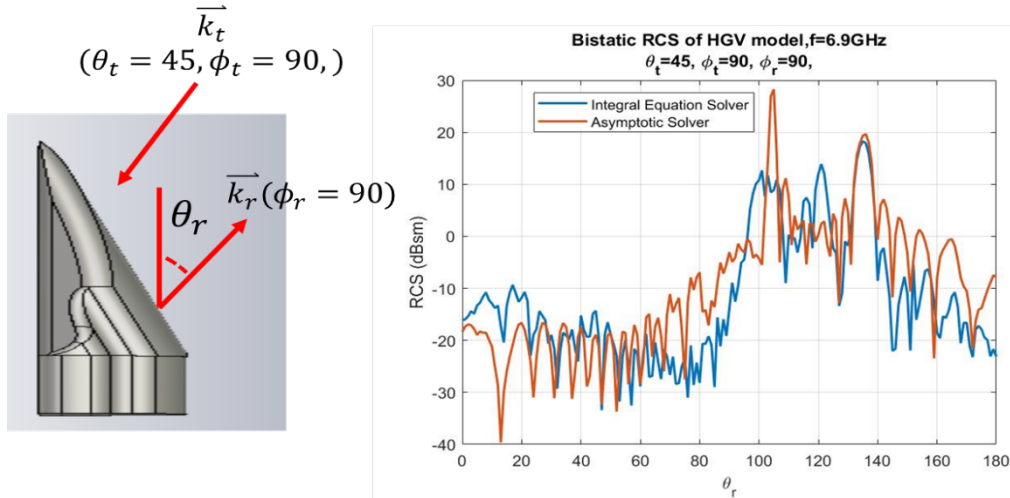 k_t
(θ_t = 45, ϕ_t = 90,)
k_r(ϕ_r = 90)
θ_r
Bistatic RCS of HGV model,f=6.9GHz
θ_t=45, ϕ_t=90, ϕ_r=90,
Integral Equation Solver
Asymptotic Solver
RCS (dBsm)
30
20
10
0
-10
-20
-30
-40
0 20 40 60 80 100 120 140 160 180
θ_r